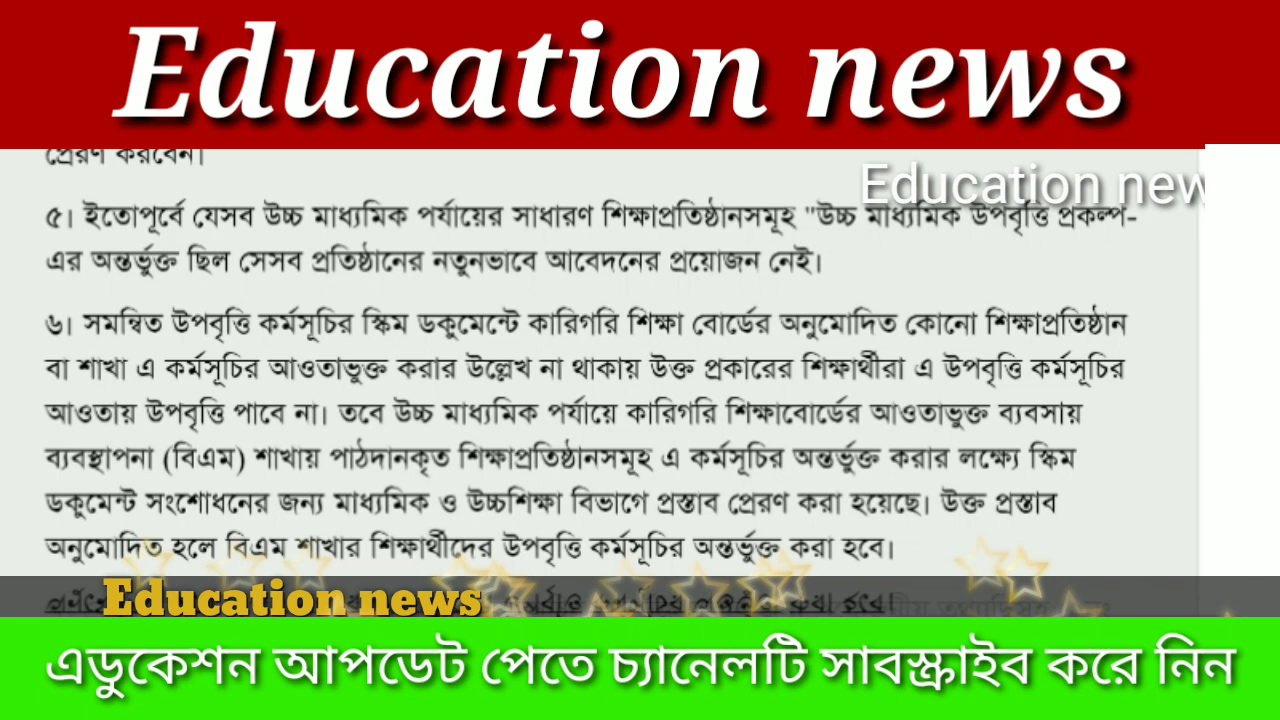 Education news
প্রেরণ করবেন।
Education new
৫। ইতোপূর্বে যেসব উচ্চ মাধ্যমিক পর্যায়ের সাধারণ শিক্ষাপ্রতিষ্ঠানসমূহ "উচ্চ মাধ্যমিক উপবৃত্তি প্রকল্প-
এর অন্তর্ভুক্ত ছিল সেসব প্রতিষ্ঠানের নতুনভাবে আবেদনের প্রয়োজন নেই।
৬। সমন্বিত উপবৃত্তি কর্মসূচির স্কিম ডকুমেন্টে কারিগরি শিক্ষা বোর্ডের অনুমোদিত কোনো শিক্ষাপ্রতিষ্ঠান
বা শাখা এ কর্মসূচির আওতাভুক্ত করার উল্লেখ না থাকায় উক্ত প্রকারের শিক্ষার্থীরা এ উপবৃত্তি কর্মসূচির
আওতায় উপবৃত্তি পাবে না। তবে উচ্চ মাধ্যমিক পর্যায়ে কারিগরি শিক্ষাবোর্ডের আওতাভুক্ত ব্যবসায়
ব্যবস্থাপনা (বিএম) শাখায় পাঠদানকৃত শিক্ষাপ্রতিষ্ঠানসমূহ এ কর্মসূচির অন্তর্ভুক্ত করার লক্ষ্যে স্কিম
ডকুমেন্ট সংশোধনের জন্য মাধ্যমিক ও উচ্চশিক্ষা বিভাগে প্রস্তাব প্রেরণ করা হয়েছে। উক্ত প্রস্তাব
অনুমোদিত হলে বিএম শাখার শিক্ষার্থীদের উপবৃত্তি কর্মসূচির অন্তর্ভুক্ত করা হবে।
Education news
এডুকেশন আপডেট পেতে চ্যানেলটি সাবস্ক্রাইব করে নিন